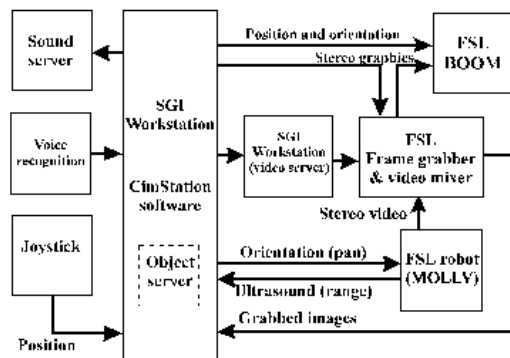 Sound
server
Voice
recognition
Joystick
Position
SGI
Workstation
CimStation
software
Object
server
Position and orientation
Stereo graphics
FSL
BOOM
SGI
Workstation
(video server)
FSL
Frame grabber
& video mixer
Stereo video
Orientation (pan)
Ultrasound (range)
FSL robot
(MOLLY)
Grabbed images